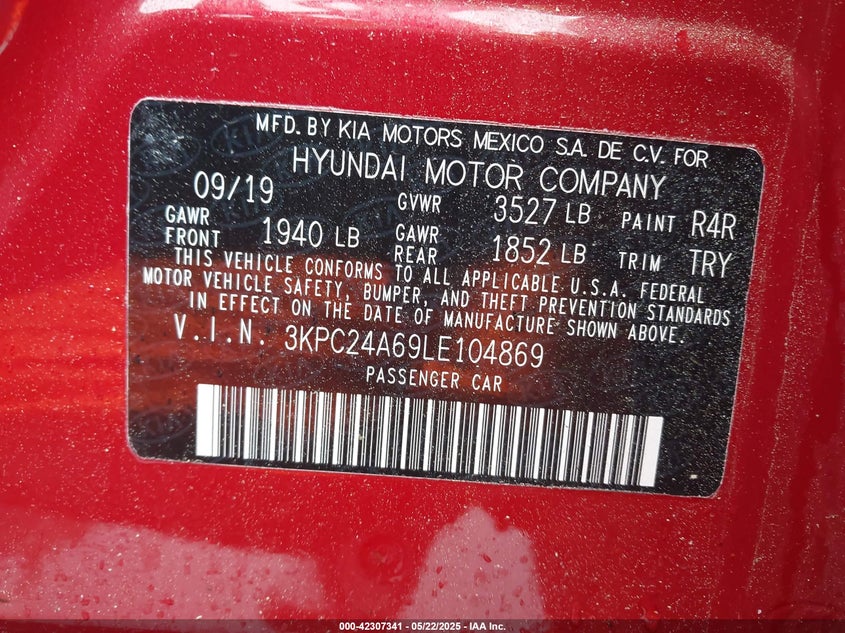 MFD. BY KIA MOTORS MEXICO S.A. DE C.V. FOR
HYUNDAI MOTOR COMPANY
09/19 GVWR 3527 LB PAINT R4R
GAWR FRONT 1940 LB GAWR REAR 1852 LB TRIM TRY
THIS VEHICLE CONFORMS TO ALL APPLICABLE U.S.A. FEDERAL
MOTOR VEHICLE SAFETY, BUMPER, AND THEFT PREVENTION STANDARDS
IN EFFECT ON THE DATE OF MANUFACTURE SHOWN ABOVE.
V.I.N. 3KPC24A69LE104869
PASSENGER CAR
000-42307341 - 05/22/2025 - IAA Inc.